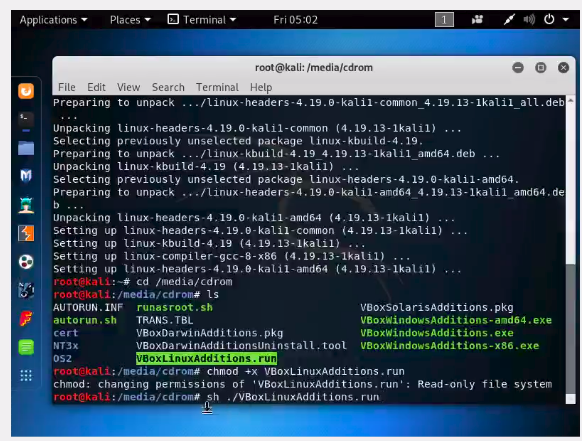 Applications Places Terminal Fri 05:02 1
root@kali: /media/cdrom
File Edit View Search Terminal Help
Preparing to unpack .../linux-headers-4.19.0-kali1-common_4.19.13-1kali1_all.deb
...
Unpacking linux-headers-4.19.0-kali1-common (4.19.13-1kali1) ...
Selecting previously unselected package linux-kbuild-4.19.
Preparing to unpack .../linux-kbuild-4.19_4.19.13-1kali1_amd64.deb ...
Unpacking linux-kbuild-4.19 (4.19.13-1kali1) ...
Selecting previously unselected package linux-headers-4.19.0-kali1-amd64.
Preparing to unpack .../linux-headers-4.19.0-kali1-amd64_4.19.13-1kali1_amd64.de
b ...
Unpacking linux-headers-4.19.0-kali1-amd64 (4.19.13-1kali1) ...
Setting up linux-headers-4.19.0-kali1-common (4.19.13-1kali1) ...
Setting up linux-kbuild-4.19 (4.19.13-1kali1) ...
Setting up linux-compiler-gcc-8-x86 (4.19.13-1kali1) ...
Setting up linux-headers-4.19.0-kali1-amd64 (4.19.13-1kali1) ...
root@kali:~# cd /media/cdrom
root@kali:/media/cdrom# ls
AUTORUN.INF runasroot.sh VBoxSolarisAdditions.pkg
autorun.sh TRANS.TBL VBoxWindowsAdditions-amd64.exe
cert VBoxDarwinAdditions.pkg VBoxWindowsAdditions.exe
NT3x VBoxDarwinAdditionsUninstall.tool VBoxWindowsAdditions-x86.exe
OS2 VBoxLinuxAdditions.run
root@kali:/media/cdrom# chmod +x VBoxLinuxAdditions.run
chmod: changing permissions of 'VBoxLinuxAdditions.run': Read-only file system
root@kali:/media/cdrom# sh ./VBoxLinuxAdditions.run